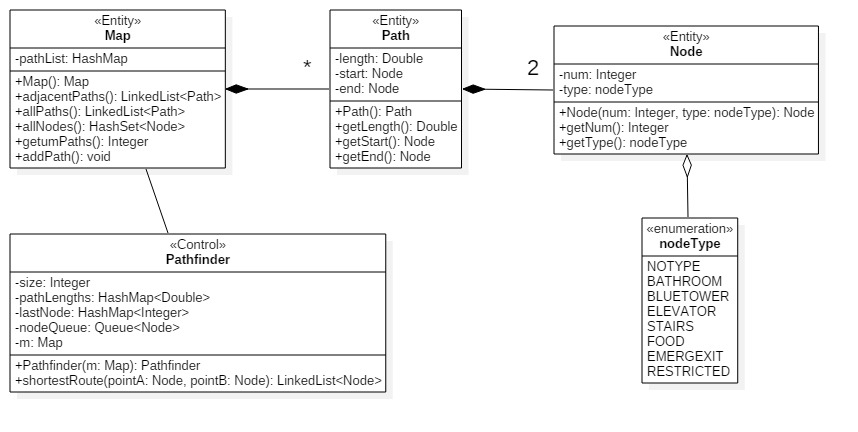 «Entity»
Map
-pathList: HashMap
+Map(): Map
+adjacentPaths(): LinkedList<Path>
+allPaths(): LinkedList<Path>
+allNodes(): HashSet<Node>
+getumPaths(): Integer
+addPath(): void
*
«Entity»
Path
-length: Double
-start: Node
-end: Node
+Path(): Path
+getLength(): Double
+getStart(): Node
+getEnd(): Node
2
«Entity»
Node
-num: Integer
-type: nodeType
+Node(num: Integer, type: nodeType): Node
+getNum(): Integer
+getType(): nodeType
«Control»
Pathfinder
-size: Integer
-pathLengths: HashMap<Double>
-lastNode: HashMap<Integer>
-nodeQueue: Queue<Node>
-m: Map
+Pathfinder(m: Map): Pathfinder
+shortestRoute(pointA: Node, pointB: Node): LinkedList<Node>
«enumeration»
nodeType
NOTYPE
BATHROOM
BLUETOWER
ELEVATOR
STAIRS
FOOD
EMERGEXIT
RESTRICTED